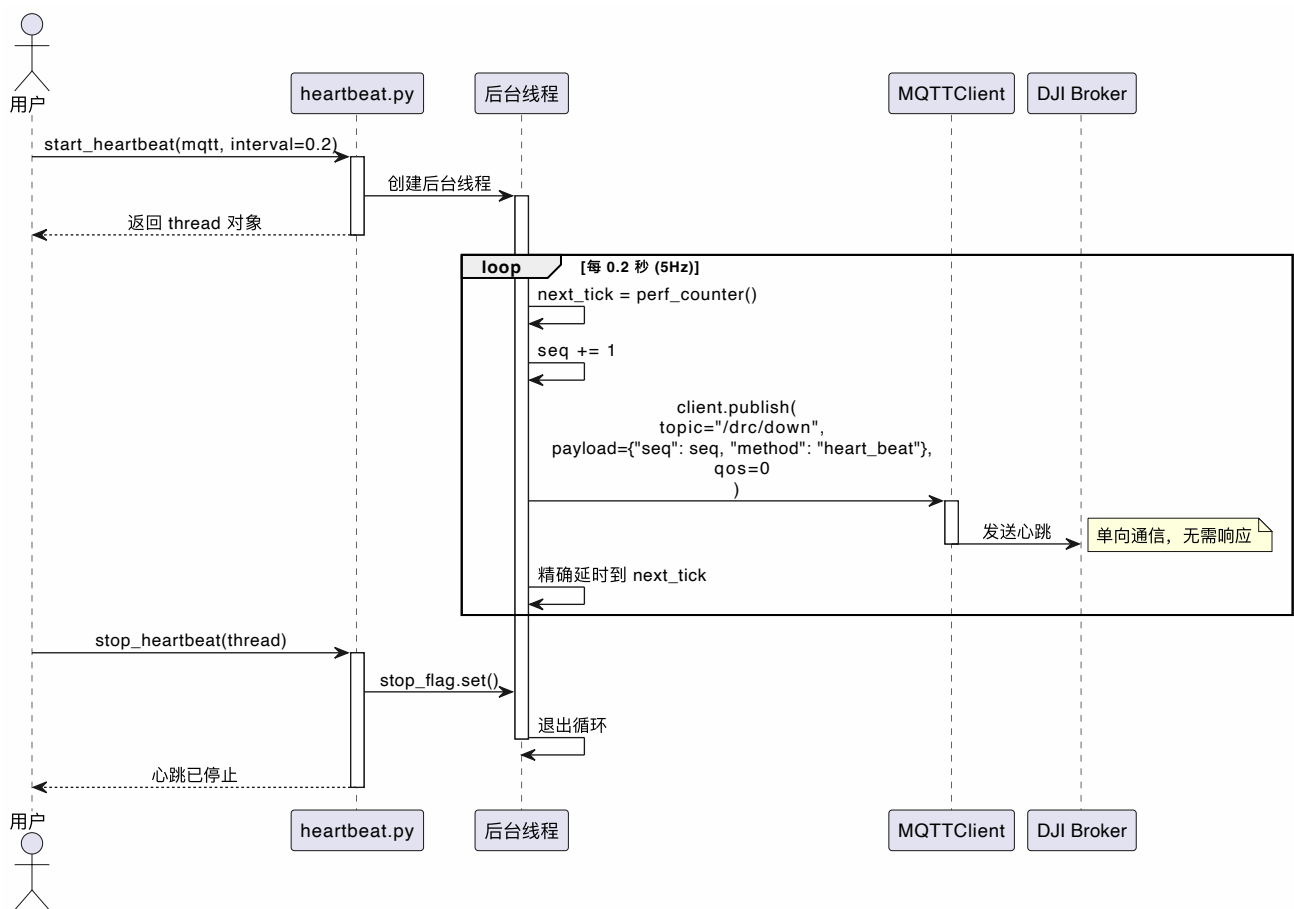 用户
heartbeat.py
后台线程
MQTTClient
DJI Broker
start_heartbeat(mqtt, interval=0.2)
创建后台线程
返回 thread 对象
loop
[每 0.2 秒 (5Hz)]
next_tick = perf_counter()
seq += 1
client.publish(
topic="/drc/down",
payload={"seq": seq, "method": "heart_beat"},
qos=0
)
发送心跳
单向通信，无需响应
精确延时到 next_tick
stop_heartbeat(thread)
stop_flag.set()
退出循环
心跳已停止
用户
heartbeat.py
后台线程
MQTTClient
DJI Broker